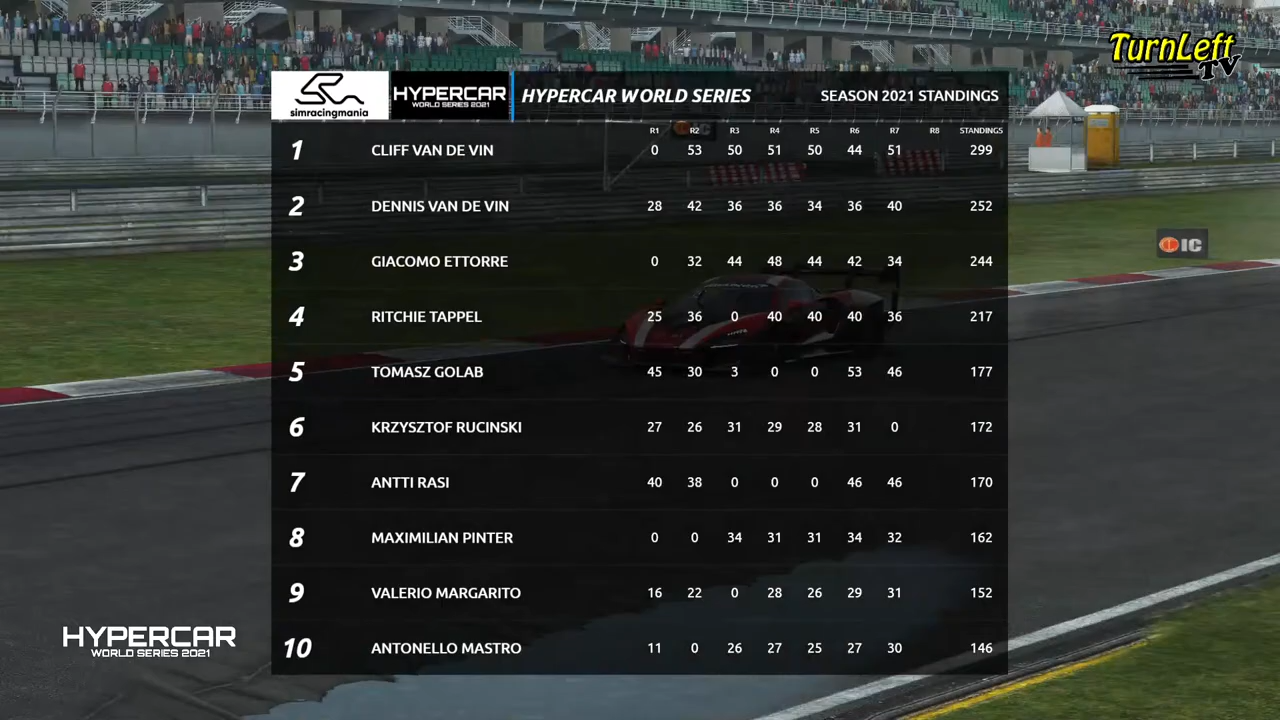 TurnLeft
TV
simracingmania
HYPERCAR
WORLD SERIES 2021
HYPERCAR WORLD SERIES
SEASON 2021 STANDINGS
R1 R2 R3 R4 R5 R6 R7 R8 STANDINGS
1 CLIFF VAN DE VIN 0 53 50 51 50 44 51 299
2 DENNIS VAN DE VIN 28 42 36 36 34 36 40 252
3 GIACOMO ETTORRE 0 32 44 48 44 42 34 244
4 RITCHIE TAPPEL 25 36 0 40 40 40 36 217
5 TOMASZ GOLAB 45 30 3 0 0 53 46 177
6 KRZYSZTOF RUCINSKI 27 26 31 29 28 31 0 172
7 ANTTI RASI 40 38 0 0 0 46 46 170
8 MAXIMILIAN PINTER 0 0 34 31 31 34 32 162
9 VALERIO MARGARITO 16 22 0 28 26 29 31 152
10 ANTONELLO MASTRO 11 0 26 27 25 27 30 146
IC
HYPERCAR
WORLD SERIES 2021